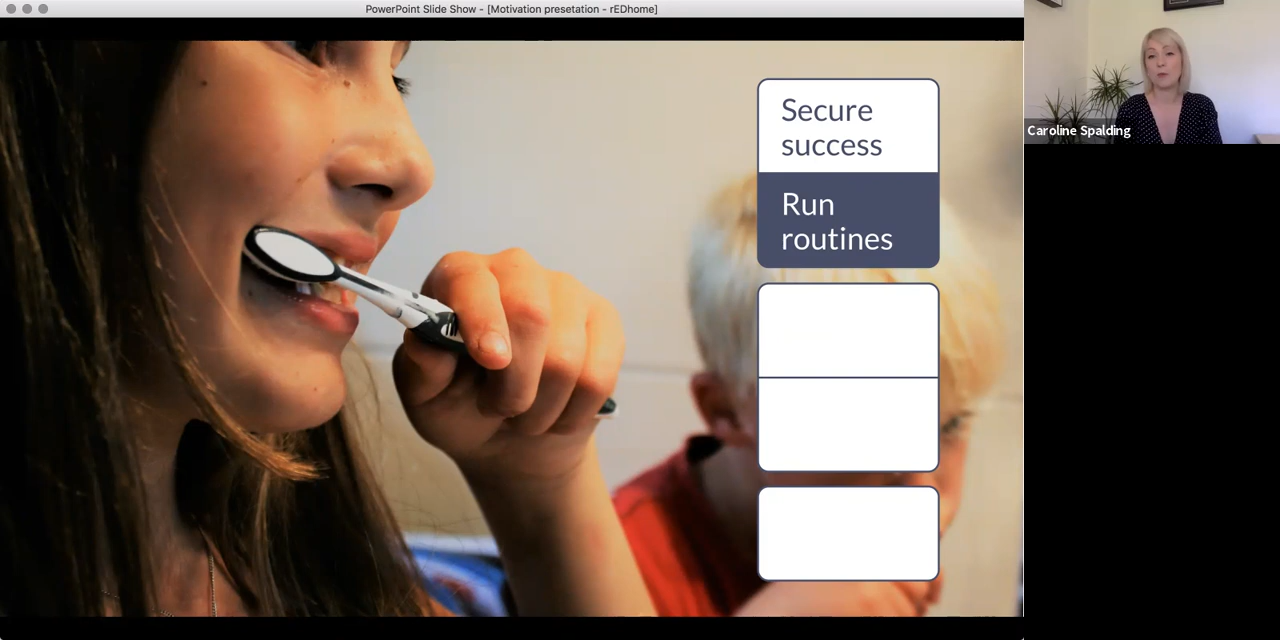 PowerPoint Slide Show - [Motivation presetation - rEDhome]
Secure
success
Run
routines
Caroline Spalding